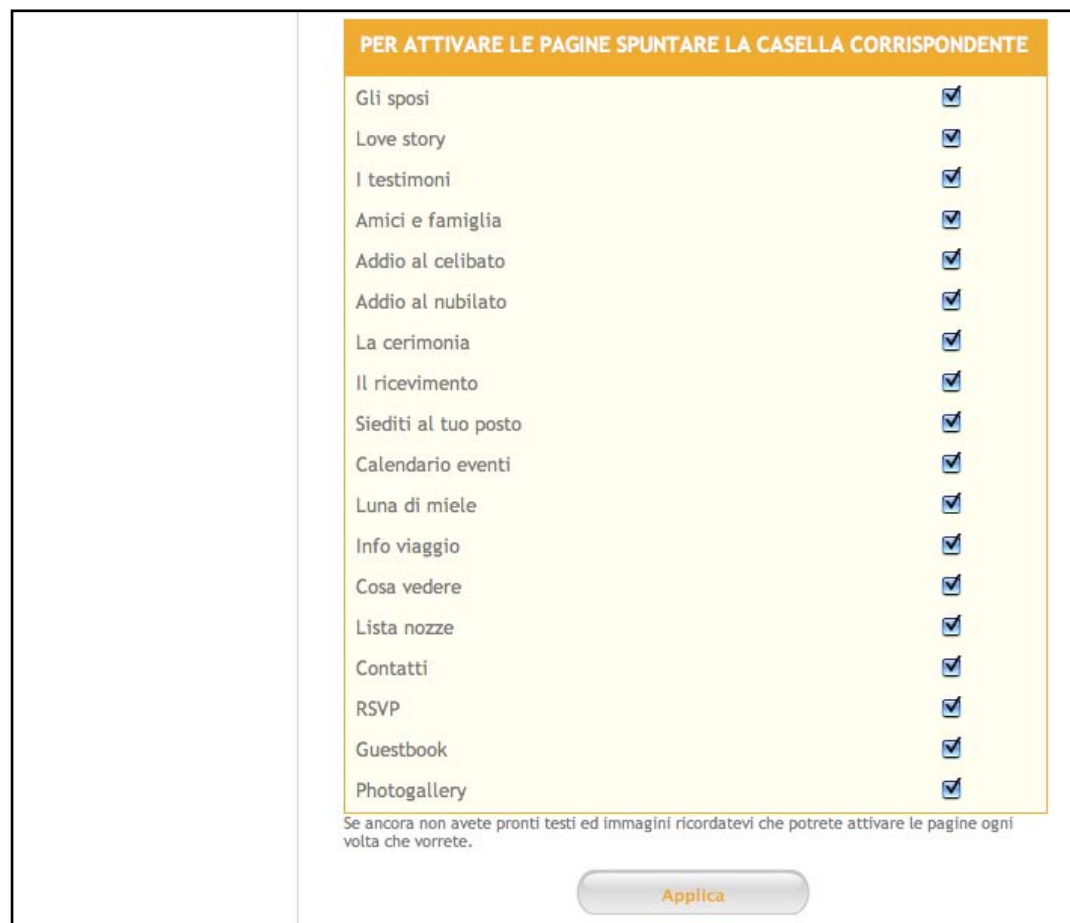 PER ATTIVARE LE PAGINE SPUNTARE LA CASELLA CORRISPONDENTE
Gli sposi
Love story
I testimoni
Amici e famiglia
Addio al celibato
Addio al nubilato
La cerimonia
Il ricevimento
Siediti al tuo posto
Calendario eventi
Luna di miele
Info viaggio
Cosa vedere
Lista nozze
Contatti
RSVP
Guestbook
Photogallery
Se ancora non avete pronti testi ed immagini ricordatevi che potrete attivare le pagine ogni
volta che vorrete.
Applica